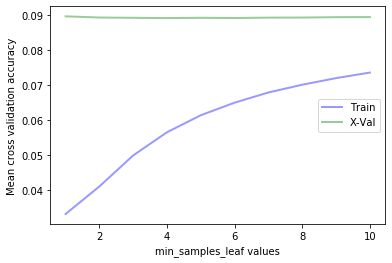 0.09
0.08
0.07
0.06
0.05
0.04
Mean cross validation accuracy
Train
X-Val
2 4 6 8 10
min_samples_leaf values